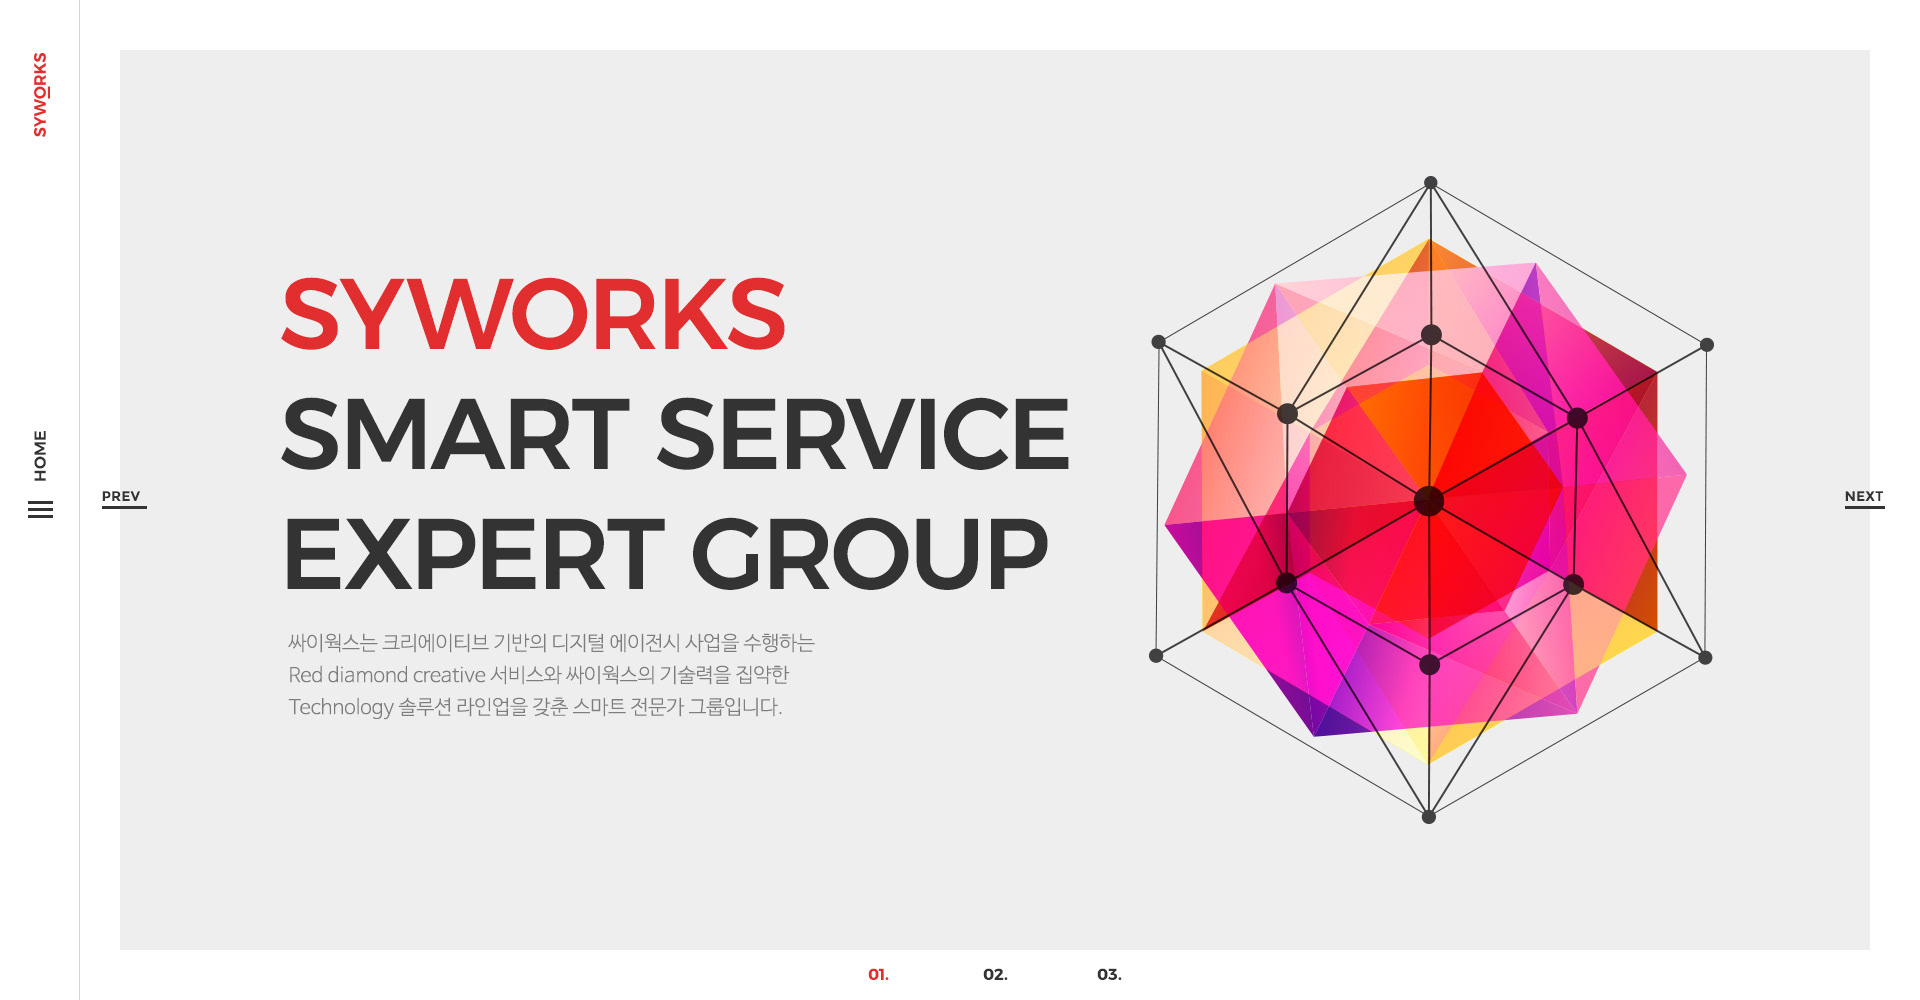 SYWORKS
HOME
PREV
SYWORKS
SMART SERVICE
EXPERT GROUP
싸이웍스는 크리에이티브 기반의 디지털 에이전시 사업을 수행하는
Red diamond creative 서비스와 싸이웍스의 기술력을 집약한
Technology 솔루션 라인업을 갖춘 스마트 전문가 그룹입니다.
NEXT
01. 02. 03.